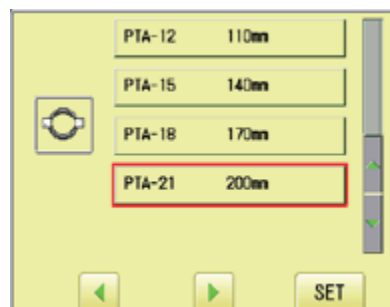 PTA-12 110mm
PTA-15 140mm
PTA-18 170mm
PTA-21 200mm
SET